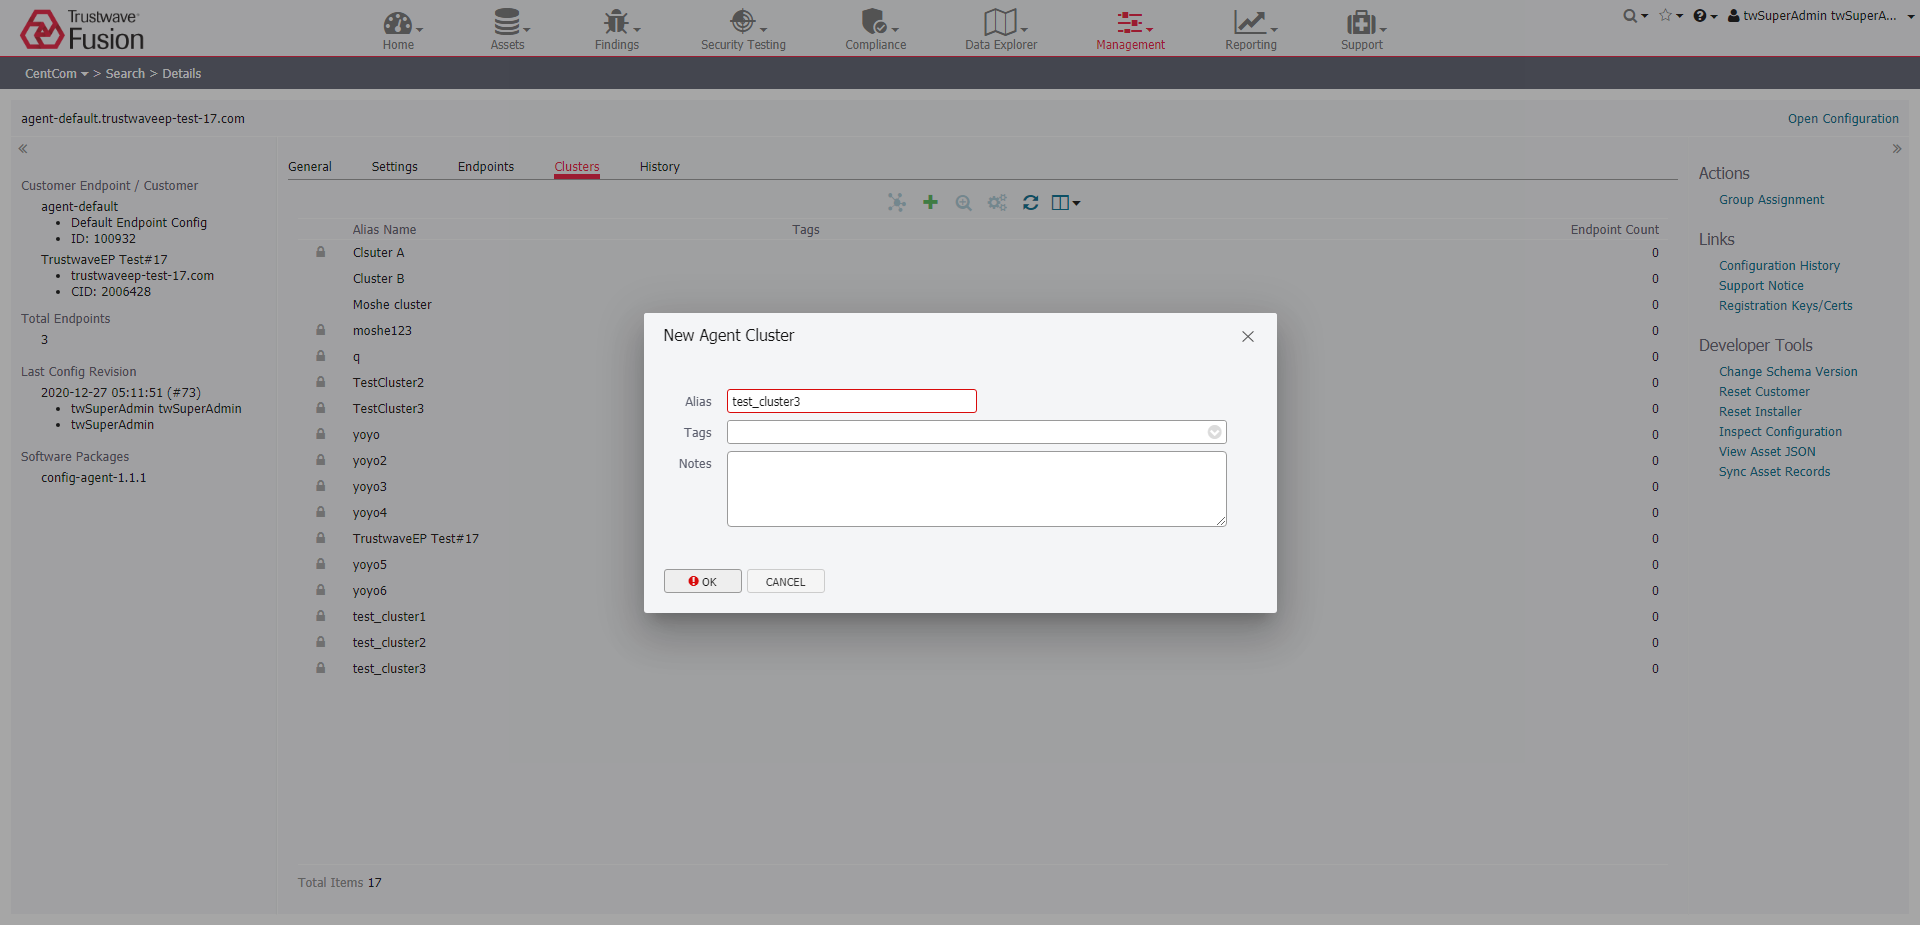 Trustwave®
Fusion
Home
Assets
Findings
Security Testing
Compliance
Data Explorer
Management
Reporting
Support
twSuperAdmin twSuperA...
CentCom > Search > Details
agent-default.trustwaveep-test-17.com
Open Configuration
«
»
Customer Endpoint / Customer
agent-default
• Default Endpoint Config
• ID: 100932
TrustwaveEP Test#17
• trustwaveep-test-17.com
• CID: 2006428
Total Endpoints
3
Last Config Revision
2020-12-27 05:11:51 (#73)
• twSuperAdmin twSuperAdmin
• twSuperAdmin
Software Packages
config-agent-1.1.1
General Settings Endpoints Clusters History
Alias Name Tags Endpoint Count
Clsuter A 0
Cluster B 0
Moshe cluster 0
moshe123 0
q 0
TestCluster2 0
TestCluster3 0
yoyo 0
yoyo2 0
yoyo3 0
yoyo4 0
TrustwaveEP Test#17 0
yoyo5 0
yoyo6 0
test_cluster1 0
test_cluster2 0
test_cluster3 0
Total Items 17
New Agent Cluster
Alias test_cluster3
Tags
Notes
OK CANCEL
Actions
Group Assignment
Links
Configuration History
Support Notice
Registration Keys/Certs
Developer Tools
Change Schema Version
Reset Customer
Reset Installer
Inspect Configuration
View Asset JSON
Sync Asset Records